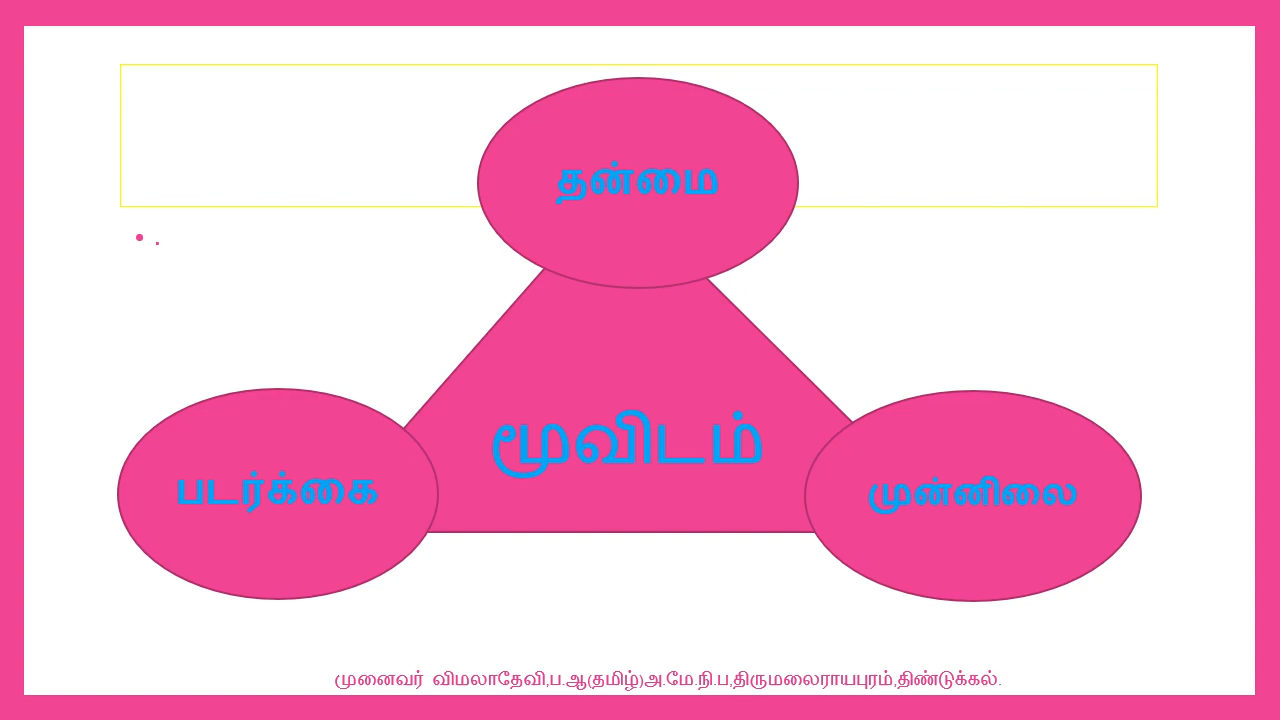 தன்மை
.
மூவிடம்
படர்க்கை
முன்னிலை
முனைவர் விமலாதேவி,ப.ஆ(தமிழ்)அ.மே.நி.ப,திருமலைராயபுரம்,திண்டுக்கல்.